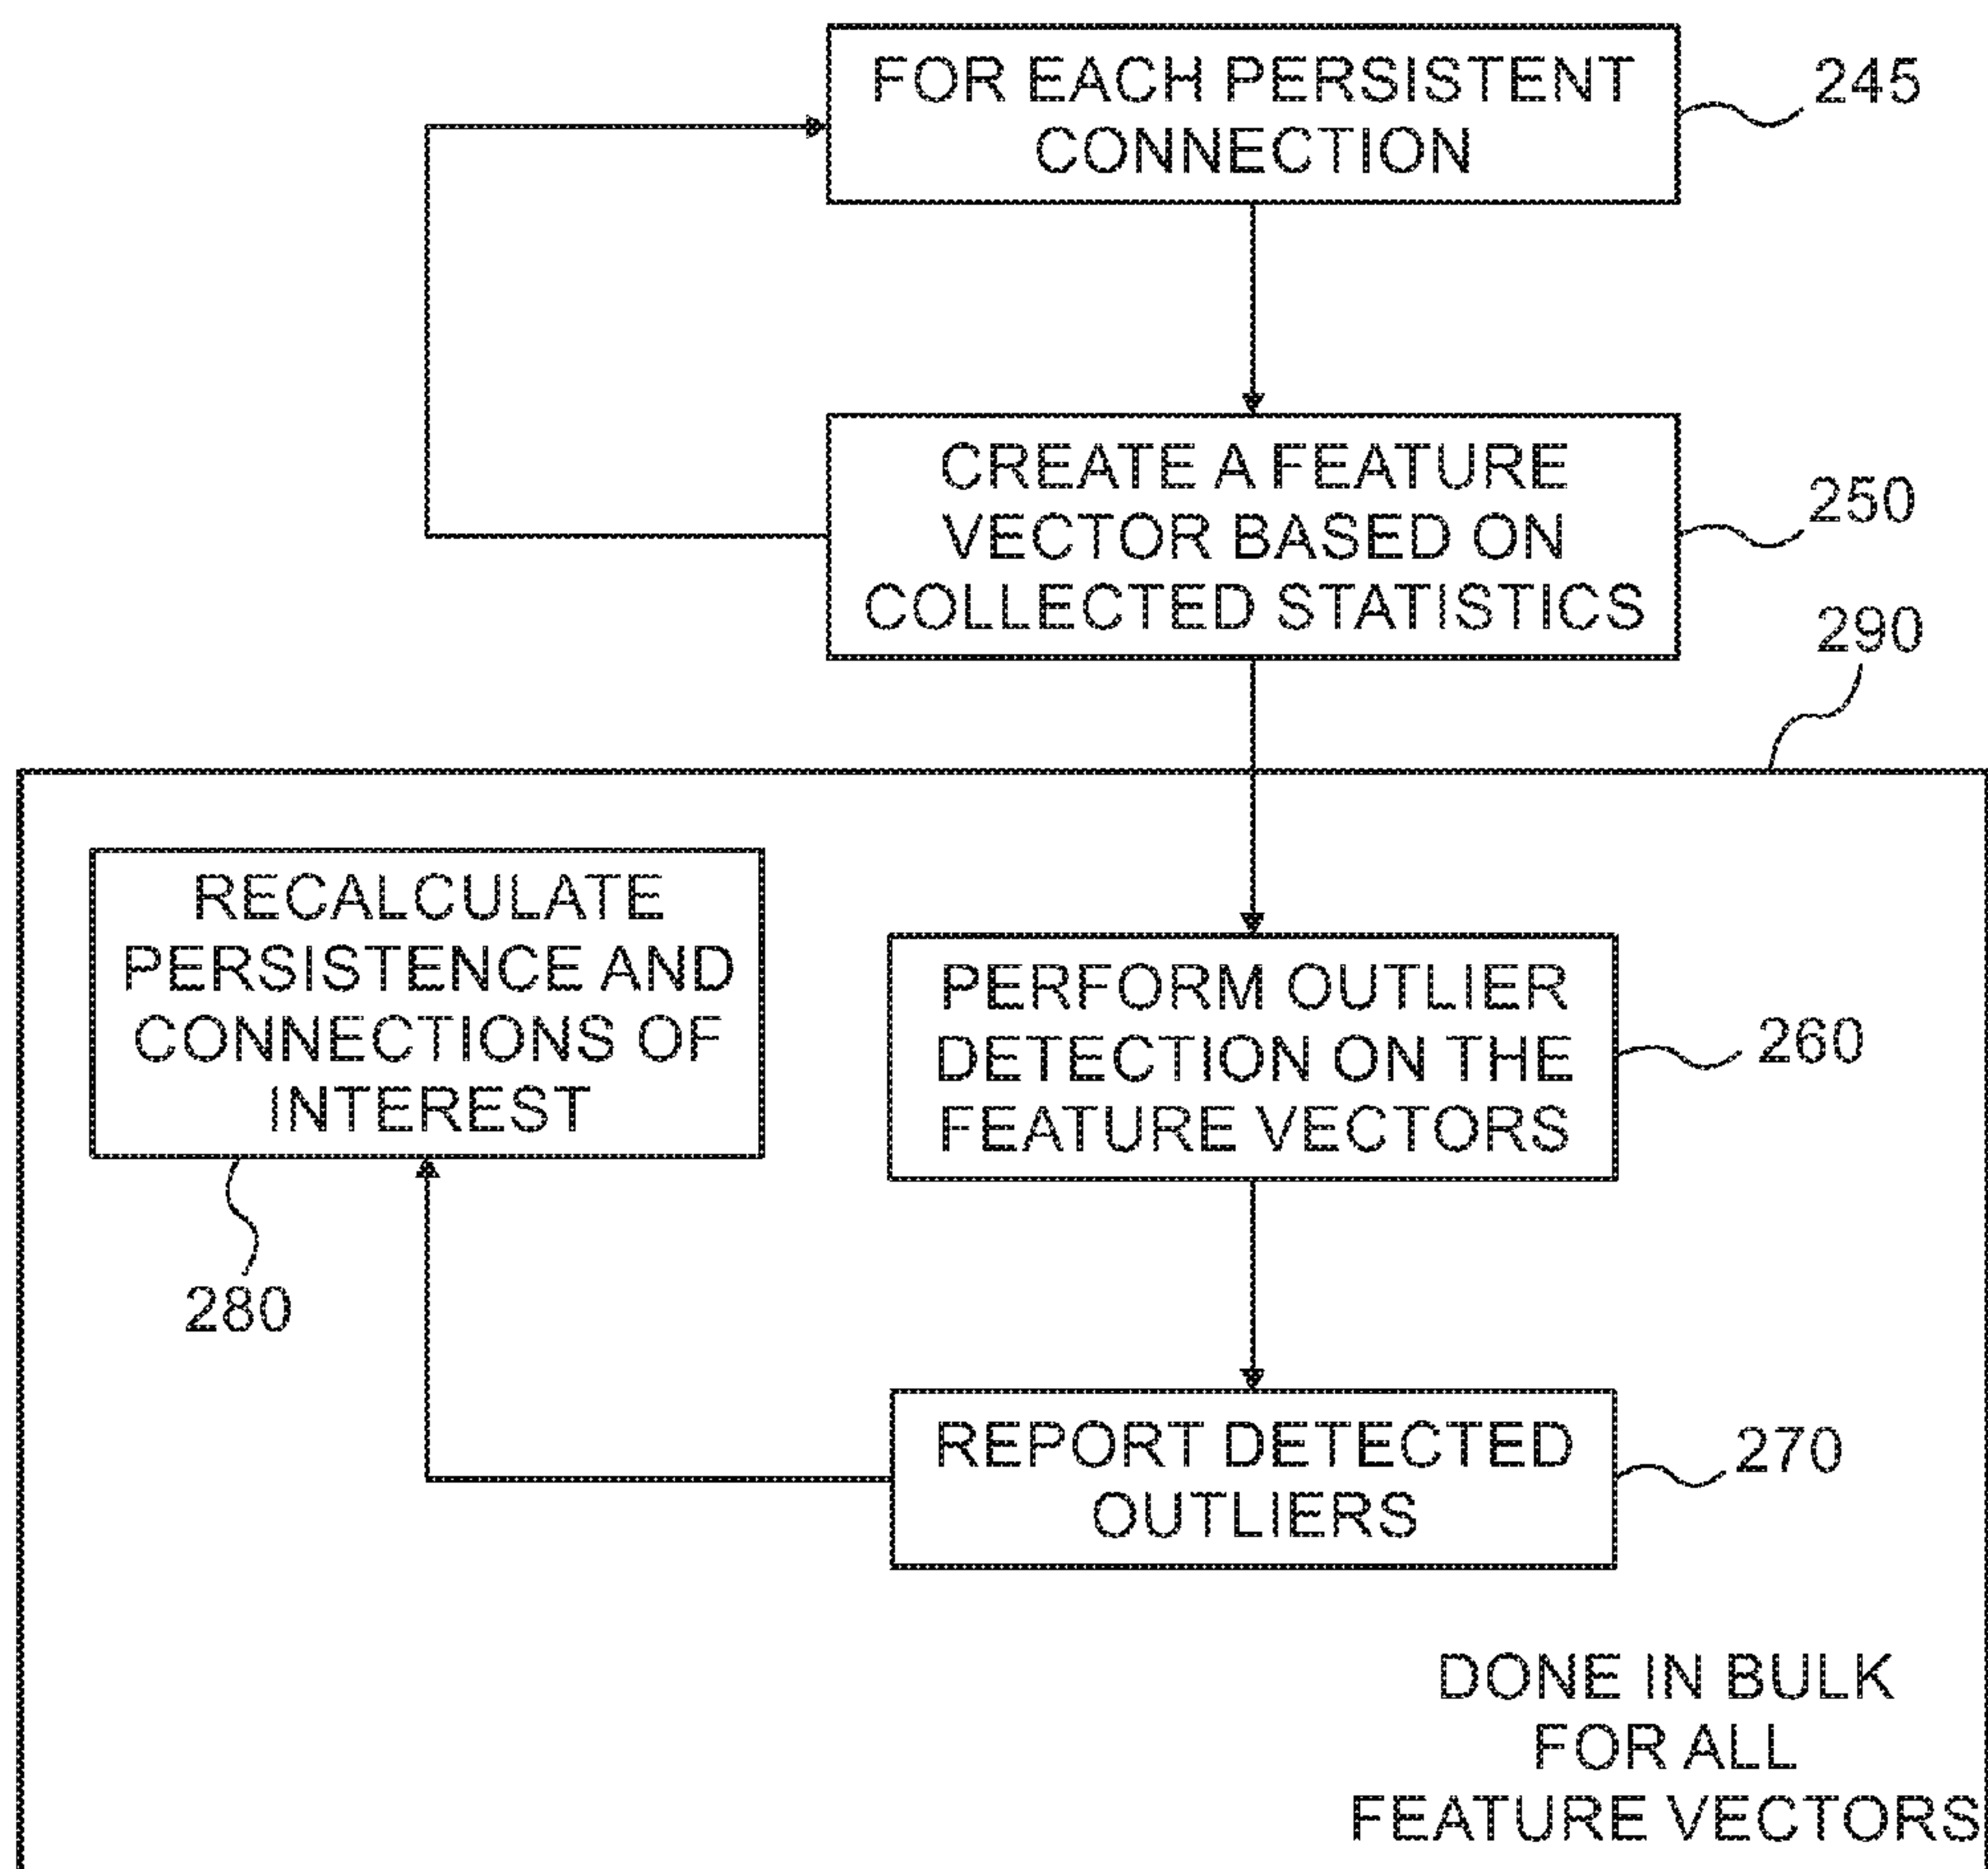 FOR EACH PERSISTENT
CONNECTION
245
CREATE A FEATURE
VECTOR BASED ON
COLLECTED STATISTICS
250
290
RECALCULATE
PERSISTENCE AND
CONNECTIONS OF
INTEREST
280
PERFORM OUTLIER
DETECTION ON THE
FEATURE VECTORS
260
REPORT DETECTED
OUTLIERS
270
DONE IN BULK
FOR ALL
FEATURE VECTORS